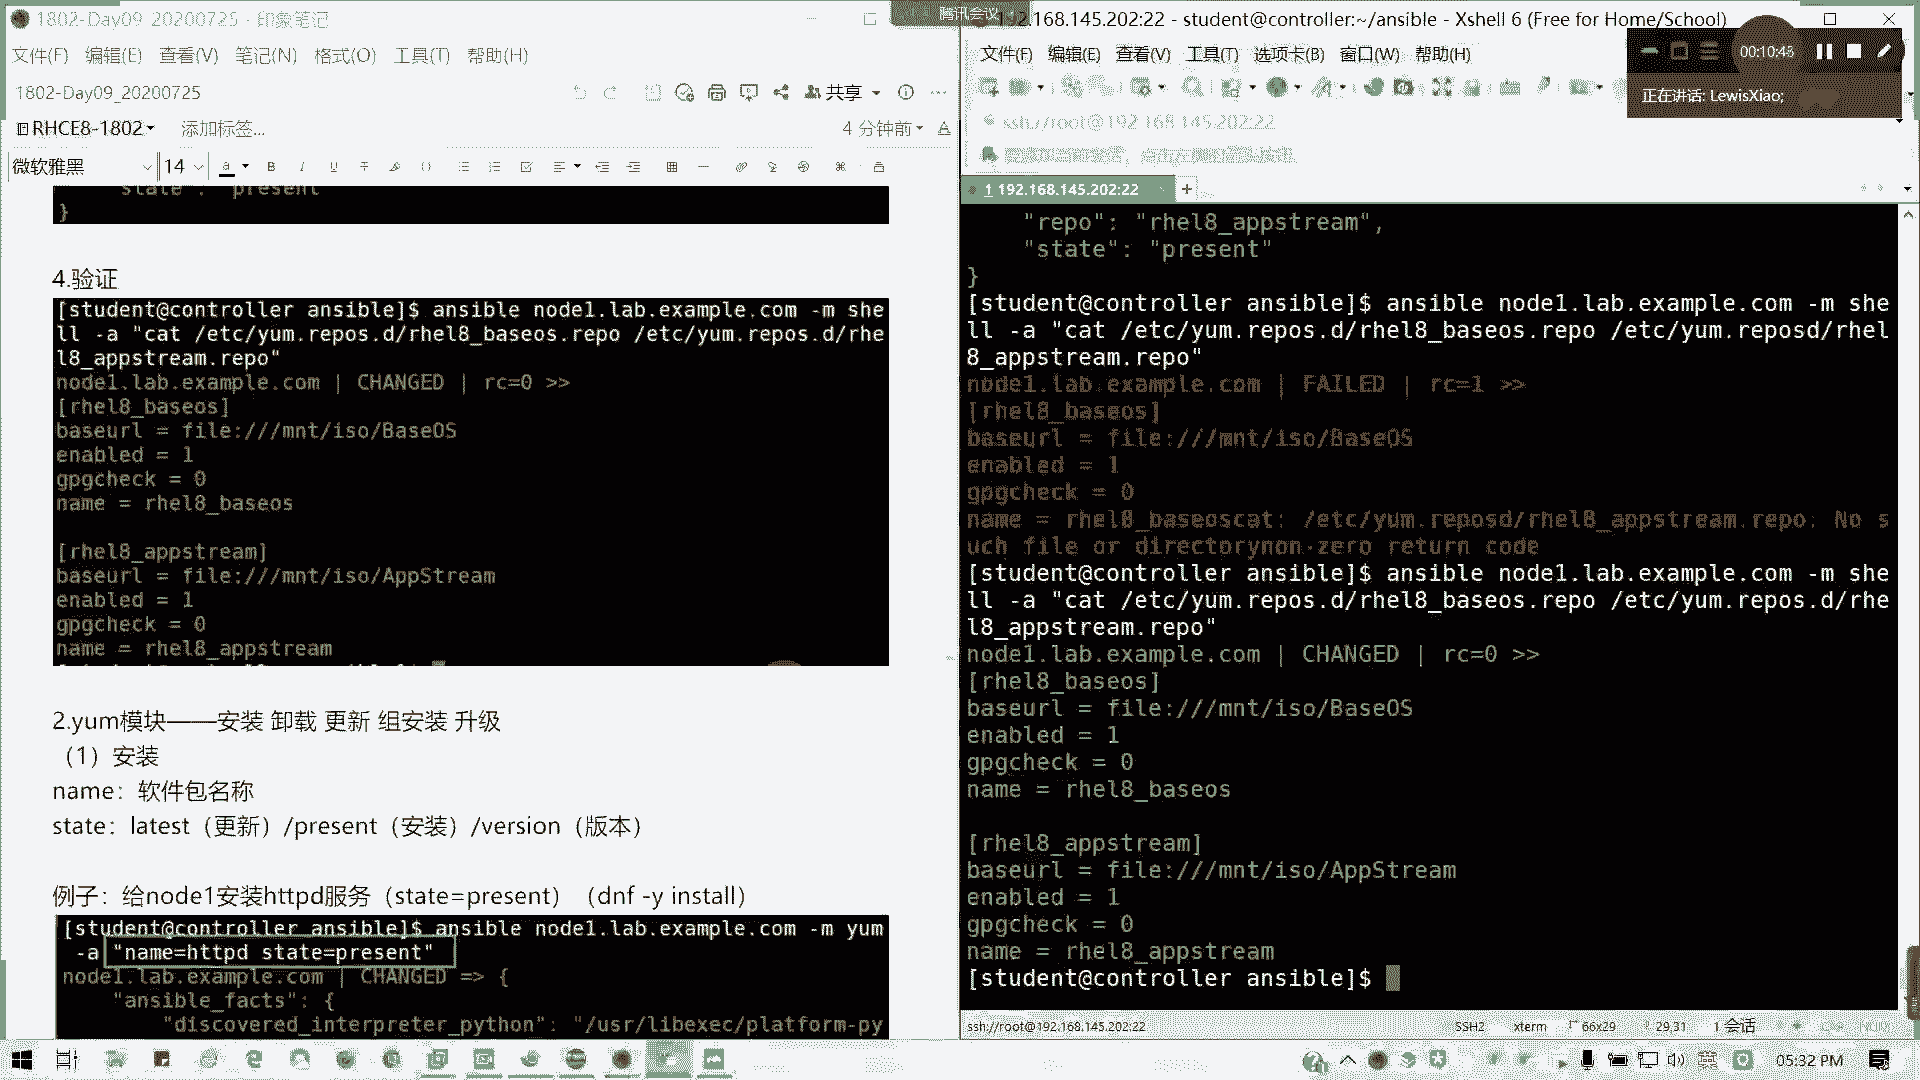 1802-Day09_20200725 - 印象笔记
文件(F) 编辑(E) 查看(V) 笔记(N) 格式(O) 工具(T) 帮助(H)
1802-Day09_20200725
共享
RHCE8-1802
添加标签...
4 分钟前
微软雅黑
14
"state": "present"
}
4.验证
[student@controller ansible]$ ansible node1.lab.example.com -m she
ll -a "cat /etc/yum.repos.d/rhel8_baseos.repo /etc/yum.repos.d/rhe
l8_appstream.repo"
node1.lab.example.com | CHANGED | rc=0 >>
[rhel8_baseos]
baseurl = file:///mnt/iso/BaseOS
enabled = 1
gpgcheck = 0
name = rhel8_baseos
[rhel8_appstream]
baseurl = file:///mnt/iso/AppStream
enabled = 1
gpgcheck = 0
name = rhel8_appstream
2.yum模块——安装 卸载 更新 组安装 升级
（1）安装
name：软件包名称
state：latest（更新）/present（安装）/version（版本）
例子：给node1安装httpd服务（state=present）（dnf -y install）
[student@controller ansible]$ ansible node1.lab.example.com -m yum
-a "name=httpd state=present"
node1.lab.example.com | CHANGED => {
"ansible_facts": {
"discovered_interpreter_python": "/usr/libexec/platform-py
腾讯会议
.168.145.202:22 - student@controller:~/ansible - Xshell 6 (Free for Home/School)
文件(F) 编辑(E) 查看(V) 工具(T) 选项卡(B) 窗口(W) 帮助(H)
00:10:48
正在讲话: LewisXiao;
ssh://root@192.168.145.202:22
1 192.168.145.202:22
"repo": "rhel8_appstream",
"state": "present"
}
[student@controller ansible]$ ansible node1.lab.example.com -m she
ll -a "cat /etc/yum.repos.d/rhel8_baseos.repo /etc/yum.reposd/rhel
8_appstream.repo"
node1.lab.example.com | FAILED | rc=1 >>
[rhel8_baseos]
baseurl = file:///mnt/iso/BaseOS
enabled = 1
gpgcheck = 0
name = rhel8_baseoscat: /etc/yum.reposd/rhel8_appstream.repo: No s
uch file or directorynon-zero return code
[student@controller ansible]$ ansible node1.lab.example.com -m she
ll -a "cat /etc/yum.repos.d/rhel8_baseos.repo /etc/yum.repos.d/rhe
l8_appstream.repo"
node1.lab.example.com | CHANGED | rc=0 >>
[rhel8_baseos]
baseurl = file:///mnt/iso/BaseOS
enabled = 1
gpgcheck = 0
name = rhel8_baseos
[rhel8_appstream]
baseurl = file:///mnt/iso/AppStream
enabled = 1
gpgcheck = 0
name = rhel8_appstream
[student@controller ansible]$
ssh://root@192.168.145.202:22
SSH2
xterm
66x29
29,31
1 会话
英
05:32 PM